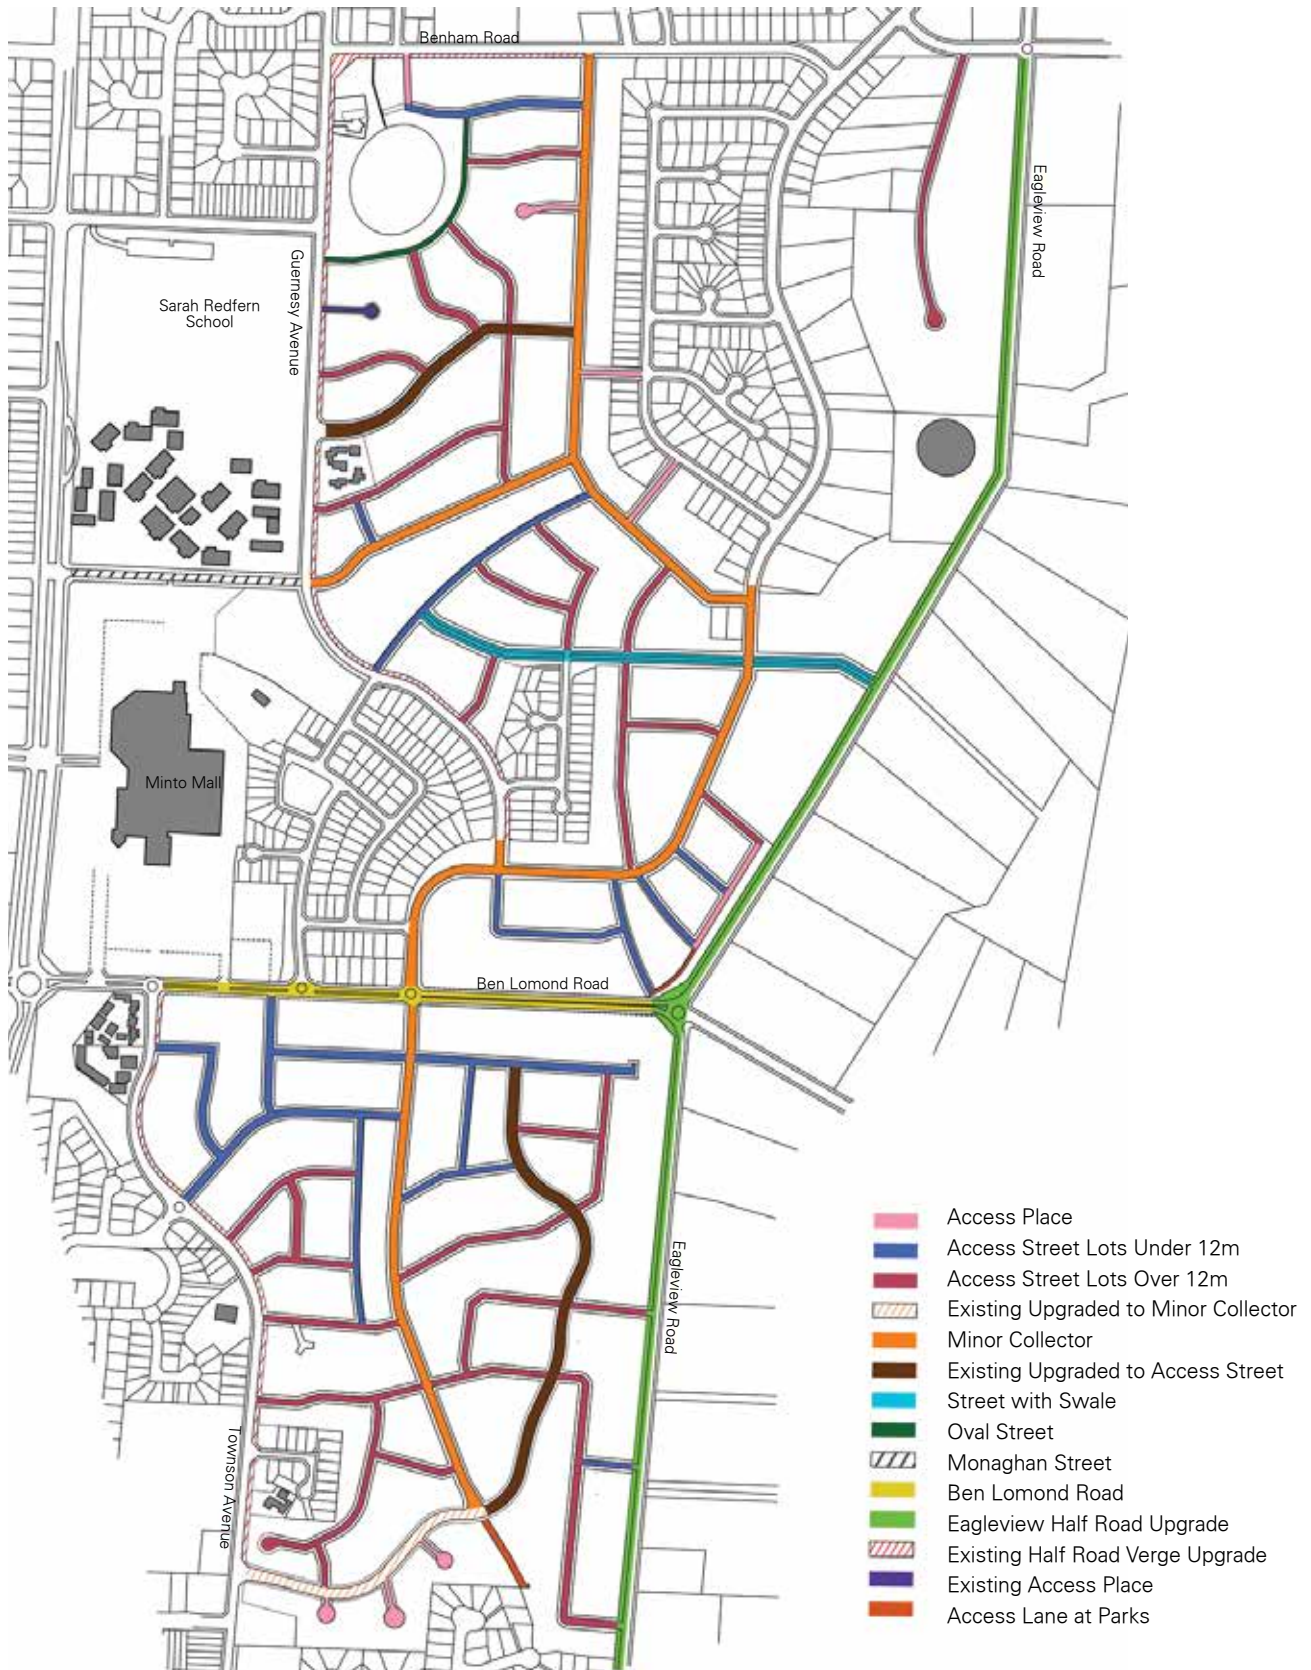 Benham Road
Eagleview Road
Guernesy Avenue
Sarah Redfern
School
Minto Mall
Ben Lomond Road
Eagleview Road
Townson Avenue
Access Place
Access Street Lots Under 12m
Access Street Lots Over 12m
Existing Upgraded to Minor Collector
Minor Collector
Existing Upgraded to Access Street
Street with Swale
Oval Street
Monaghan Street
Ben Lomond Road
Eagleview Half Road Upgrade
Existing Half Road Verge Upgrade
Existing Access Place
Access Lane at Parks